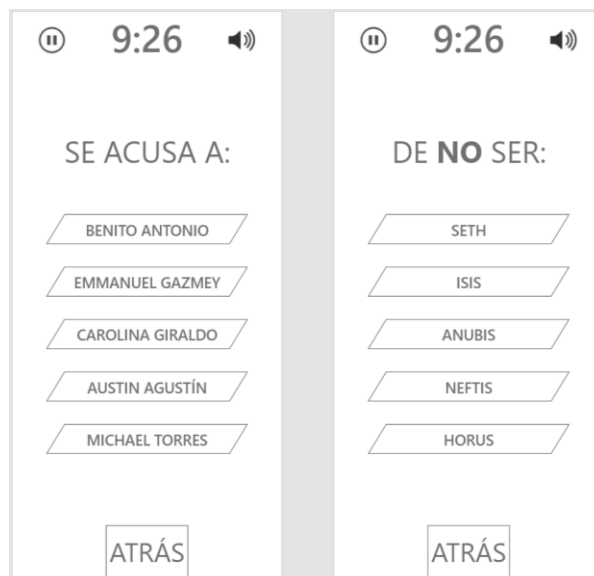 9:26
SE ACUSA A:
BENITO ANTONIO
EMMANUEL GAZMEY
CAROLINA GIRALDO
AUSTIN AGUSTÍN
MICHAEL TORRES
ATRÁS
9:26
DE NO SER:
SETH
ISIS
ANUBIS
NEFTIS
HORUS
ATRÁS